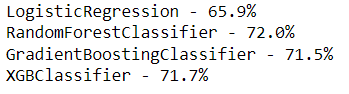 LogisticRegression - 65.9%
RandomForestClassifier - 72.0%
GradientBoostingClassifier - 71.5%
XGBClassifier - 71.7%